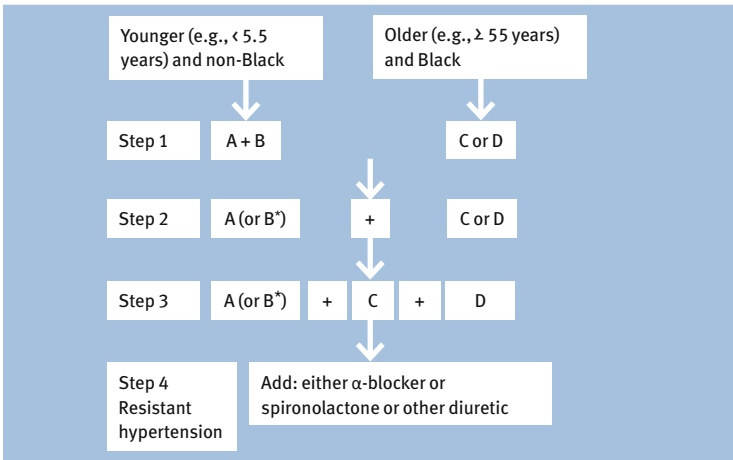 Younger (e.g., < 5.5
years) and non-Black
Older (e.g., ≥ 55 years)
and Black
Step 1
A + B
C or D
Step 2
A (or B*)
+
C or D
Step 3
A (or B*)
+
C
+
D
Step 4
Resistant
hypertension
Add: either α-blocker or
spironolactone or other diuretic